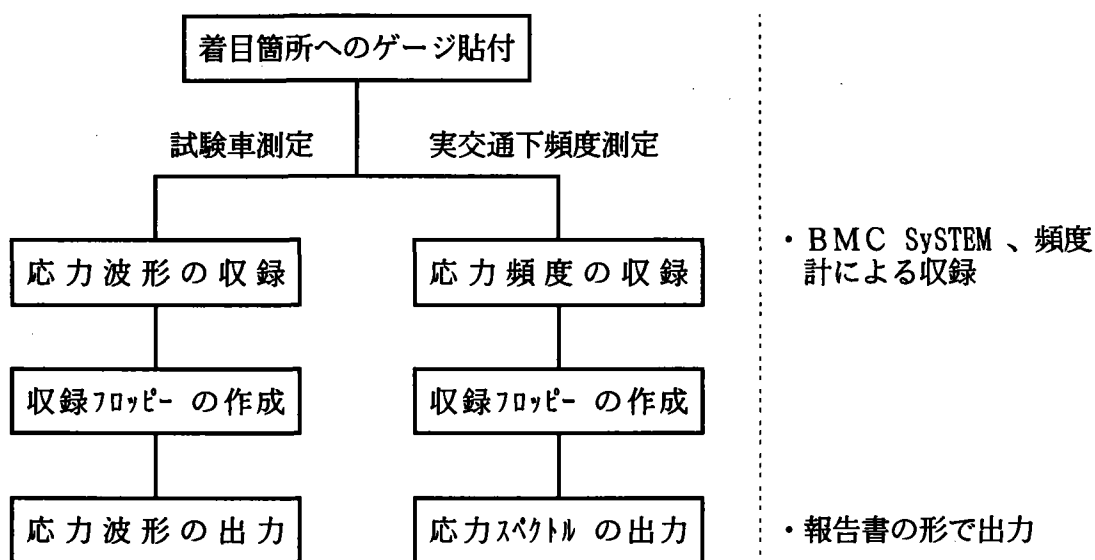 着目箇所へのゲージ貼付
試験車測定
実交通下頻度測定
応力波形の収録
応力頻度の収録
・BMC SySTEM 、頻度
計による収録
収録ﾌﾛｯﾋﾟｰ の作成
収録ﾌﾛｯﾋﾟｰ の作成
応力波形の出力
応力ｽﾍﾟｸﾄﾙ の出力
・報告書の形で出力